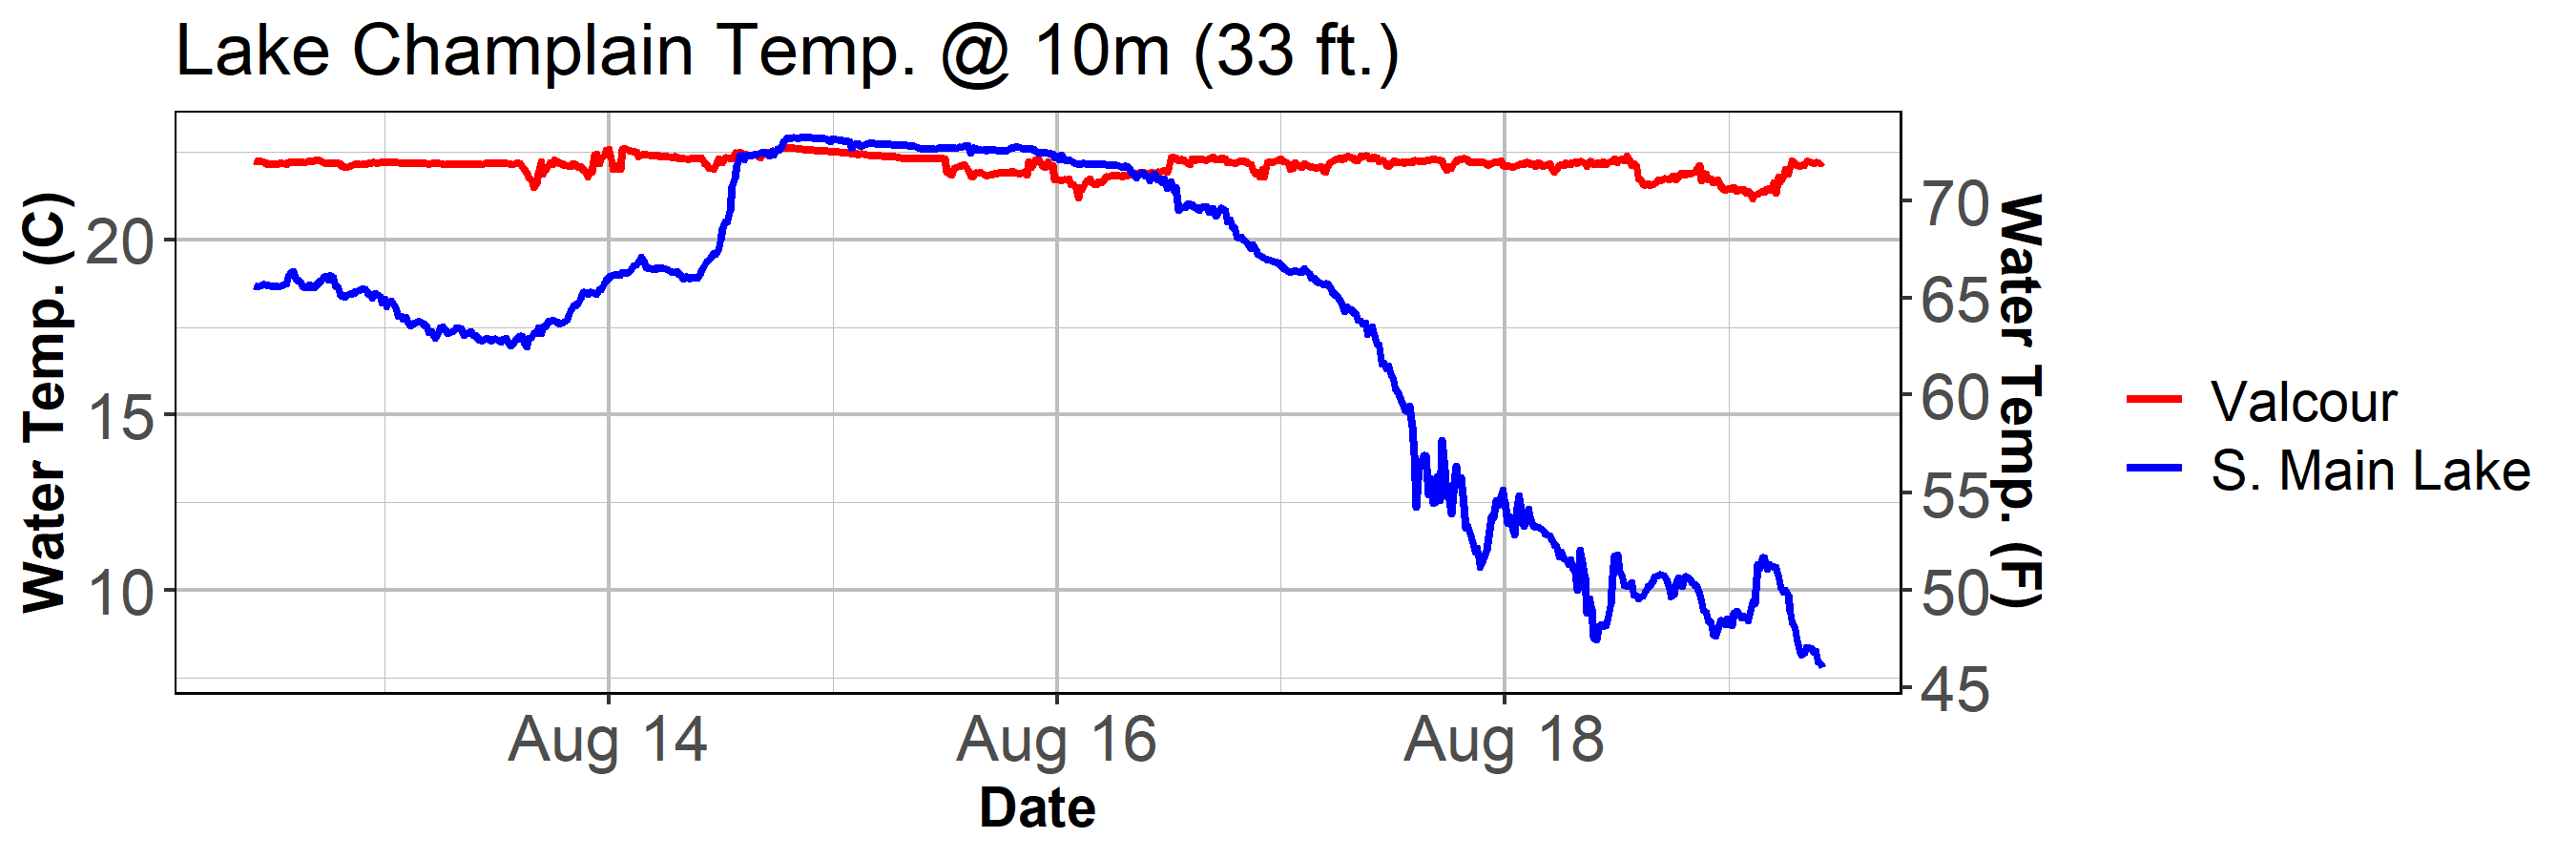 Lake Champlain Temp. @ 10m (33 ft.)
Water Temp. (C)
20
15
10
70
65
60
55
50
45
Water Temp. (F)
Aug 14
Aug 16
Aug 18
Date
Valcour
S. Main Lake